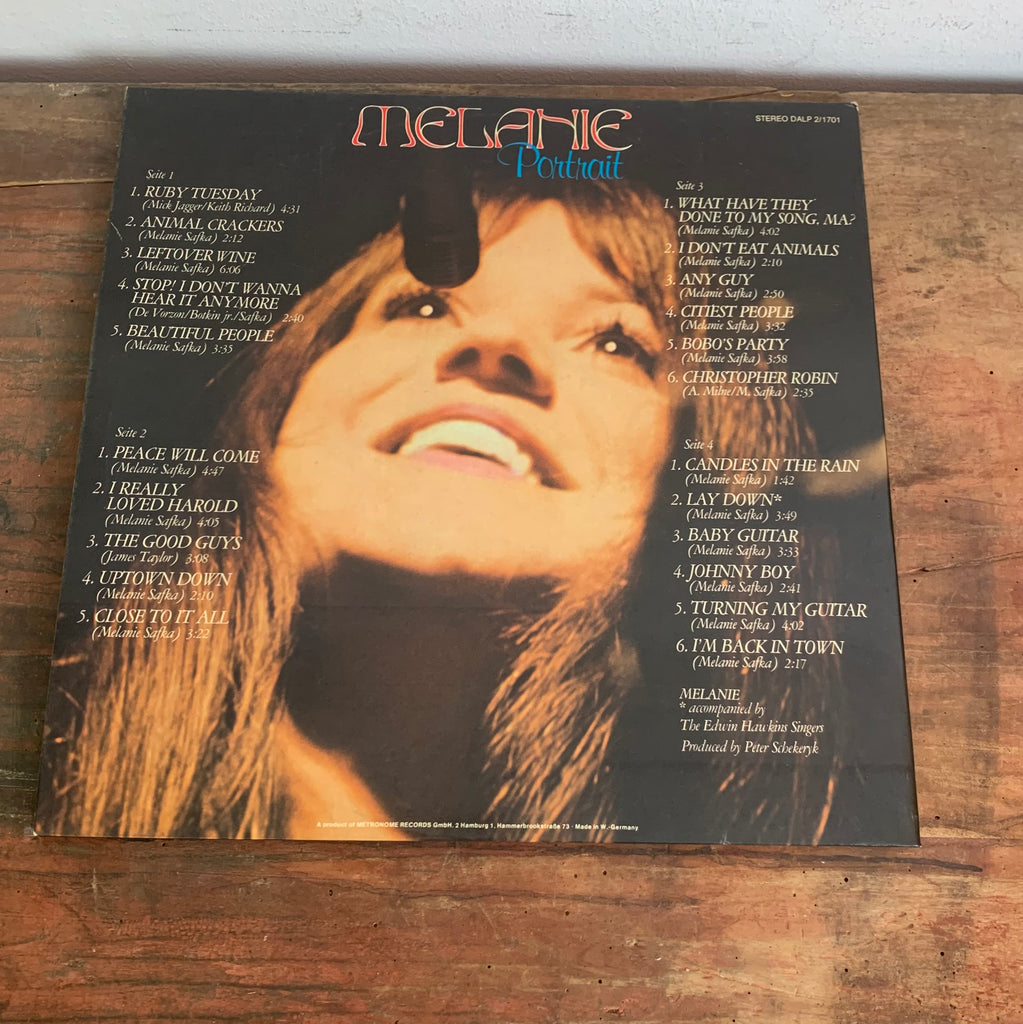 MELANIE
Portrait
STEREO DALP 2/1701
Seite 1
1. RUBY TUESDAY
(Mick Jagger/Keith Richard) 4:31
2. ANIMAL CRACKERS
(Melanie Safka) 2:12
3. LEFTOVER WINE
(Melanie Safka) 6:06
4. STOP! I DON'T WANNA
HEAR IT ANYMORE
(De Vorzon/Botkin jr./Safka) 2:40
5. BEAUTIFUL PEOPLE
(Melanie Safka) 3:35
Seite 2
1. PEACE WILL COME
(Melanie Safka) 4:47
2. I REALLY
LOVED HAROLD
(Melanie Safka) 4:05
3. THE GOOD GUYS
(James Taylor) 3:08
4. UPTOWN DOWN
(Melanie Safka) 2:10
5. CLOSE TO IT ALL
(Melanie Safka) 3:22
Seite 3
1. WHAT HAVE THEY
DONE TO MY SONG, MA?
(Melanie Safka) 4:02
2. I DON'T EAT ANIMALS
(Melanie Safka) 2:10
3. ANY GUY
(Melanie Safka) 2:50
4. CITIEST PEOPLE
(Melanie Safka) 3:32
5. BOBO'S PARTY
(Melanie Safka) 3:58
6. CHRISTOPHER ROBIN
(A. Milne/M. Safka) 2:35
Seite 4
1. CANDLES IN THE RAIN
(Melanie Safka) 1:42
2. LAY DOWN*
(Melanie Safka) 3:49
3. BABY GUITAR
(Melanie Safka) 3:33
4. JOHNNY BOY
(Melanie Safka) 2:41
5. TURNING MY GUITAR
(Melanie Safka) 4:02
6. I'M BACK IN TOWN
(Melanie Safka) 2:17
MELANIE
* accompanied by
The Edwin Hawkins Singers
Produced by Peter Schekeryk
A product of METRONOME RECORDS GmbH. 2 Hamburg 1, Hammerbrookstraße 73 · Made in W.-Germany